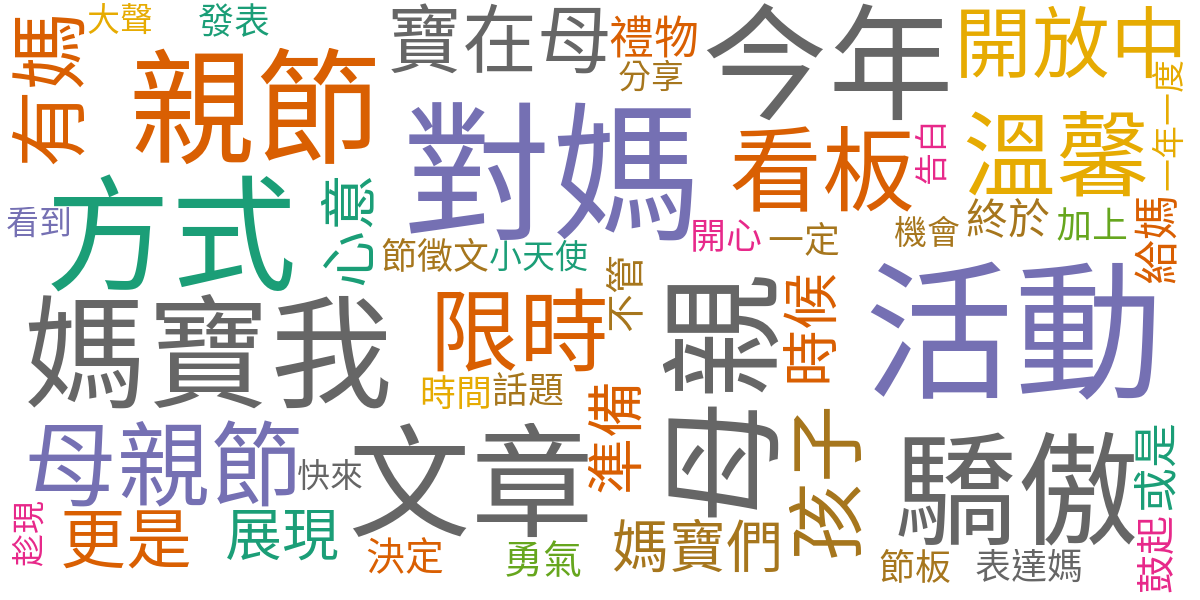 大聲
發表
寶在母
禮物
今年
開放中
有媽
親節
分享
一年一度
對媽
看板
告白
溫馨
方式
心意
看到
節徵文
小天使
開心
一定
機會
終於
加上
給媽
不管
媽寶我
限時
母親
時候
活動
時間
話題
準備
母親節
快來
文章
孩子
驕傲
或是
趁現
更是
展現
決定
勇氣
媽寶們
節板
表達媽
鼓起